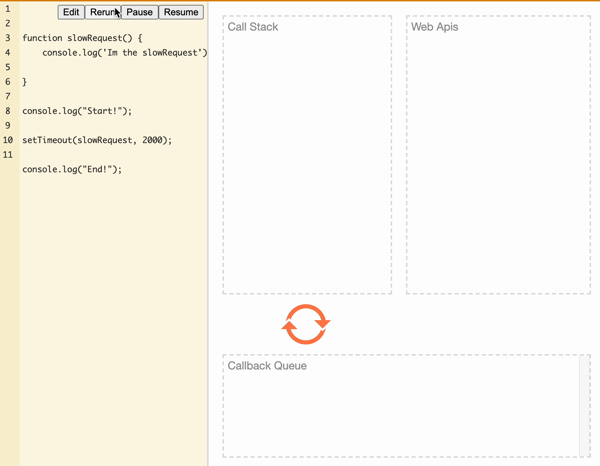 Edit Rerun Pause Resume
1
2
3 function slowRequest() {
4 console.log('Im the slowRequest')
5
6 }
7
8 console.log("Start!");
9
10 setTimeout(slowRequest, 2000);
11
console.log("End!");
Call Stack
Web Apis
Callback Queue